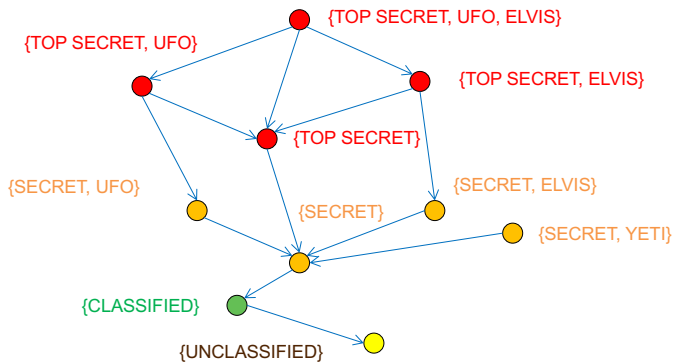 {TOP SECRET, UFO, ELVIS}
{TOP SECRET, UFO}
{TOP SECRET, ELVIS}
{TOP SECRET}
{SECRET, UFO}
{SECRET, ELVIS}
{SECRET}
{SECRET, YETI}
{CLASSIFIED}
{UNCLASSIFIED}